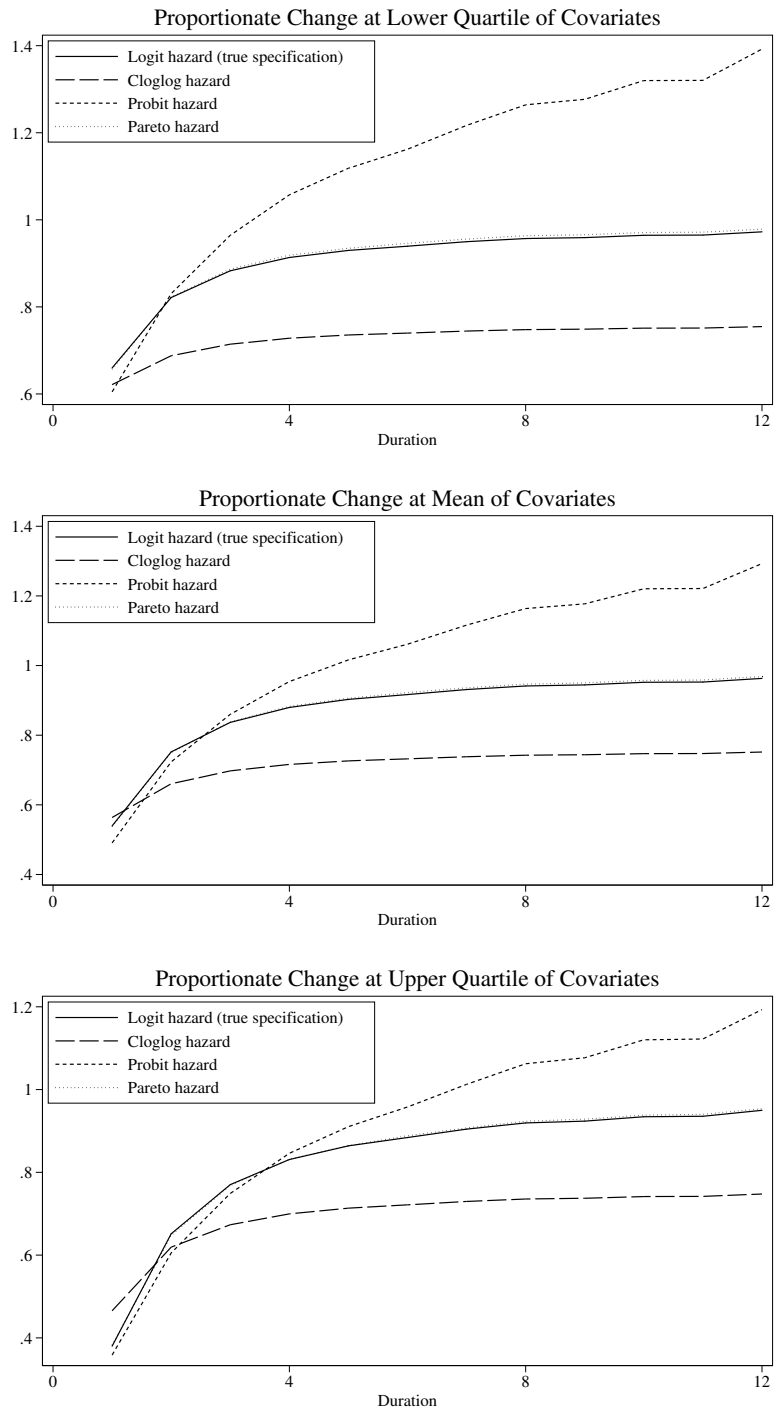 Proportionate Change at Lower Quartile of Covariates
1.4
Logit hazard (true specification)
Cloglog hazard
Probit hazard
Pareto hazard
1.2
1
.8
.6
0 4 8 12
Duration
Proportionate Change at Mean of Covariates
1.4
Logit hazard (true specification)
Cloglog hazard
Probit hazard
Pareto hazard
1.2
1
.8
.6
.4
0 4 8 12
Duration
Proportionate Change at Upper Quartile of Covariates
1.2
Logit hazard (true specification)
Cloglog hazard
Probit hazard
Pareto hazard
1
.8
.6
.4
0 4 8 12
Duration